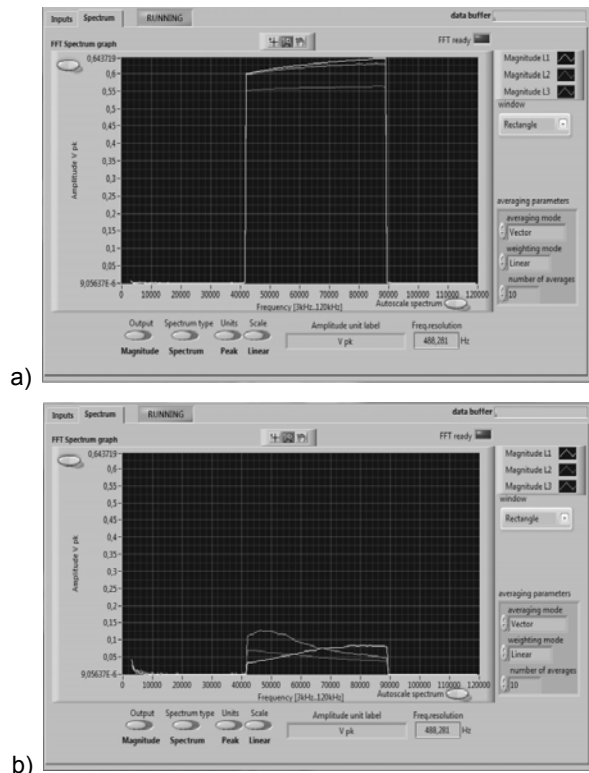 Inputs Spectrum RUNNING data buffer
FFT Spectrum graph FFT ready
0,643719
0,6
0,55
0,5
0,45
0,4
0,35
0,3
0,25
0,2
0,15
0,1
0,05
9,05637E-6
Amplitude V pk
0 10000 20000 30000 40000 50000 60000 70000 80000 90000 100000 110000 120000
Frequency [3kHz..120kHz] Autoscale spectrum
Magnitude L1
Magnitude L2
Magnitude L3
window
Rectangle
averaging parameters
averaging mode
Vector
weighting mode
Linear
number of averages
10
Output Spectrum type Units Scale Amplitude unit label Freq.resolution
Magnitude Spectrum Peak Linear V pk 488,281 Hz
a)
Inputs Spectrum RUNNING data buffer
FFT Spectrum graph FFT ready
0,643719
0,6
0,55
0,5
0,45
0,4
0,35
0,3
0,25
0,2
0,15
0,1
0,05
9,05637E-6
Amplitude V pk
0 10000 20000 30000 40000 50000 60000 70000 80000 90000 100000 110000 120000
Frequency [3kHz..120kHz] Autoscale spectrum
Magnitude L1
Magnitude L2
Magnitude L3
window
Rectangle
averaging parameters
averaging mode
Vector
weighting mode
Linear
number of averages
10
Output Spectrum type Units Scale Amplitude unit label Freq.resolution
Magnitude Spectrum Peak Linear V pk 488,281 Hz
b)